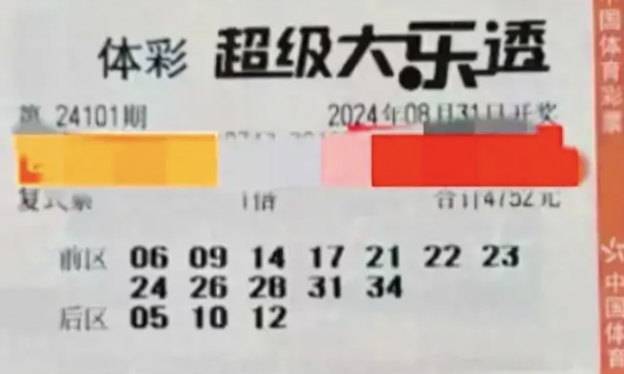 体彩 超级大乐透
第 24101期 2024年08月31日开奖
复式票 1倍 合计4752元
前区 06 09 14 17 21 22 23
24 26 28 31 34
后区 05 10 12
中国体育彩票
中国体育